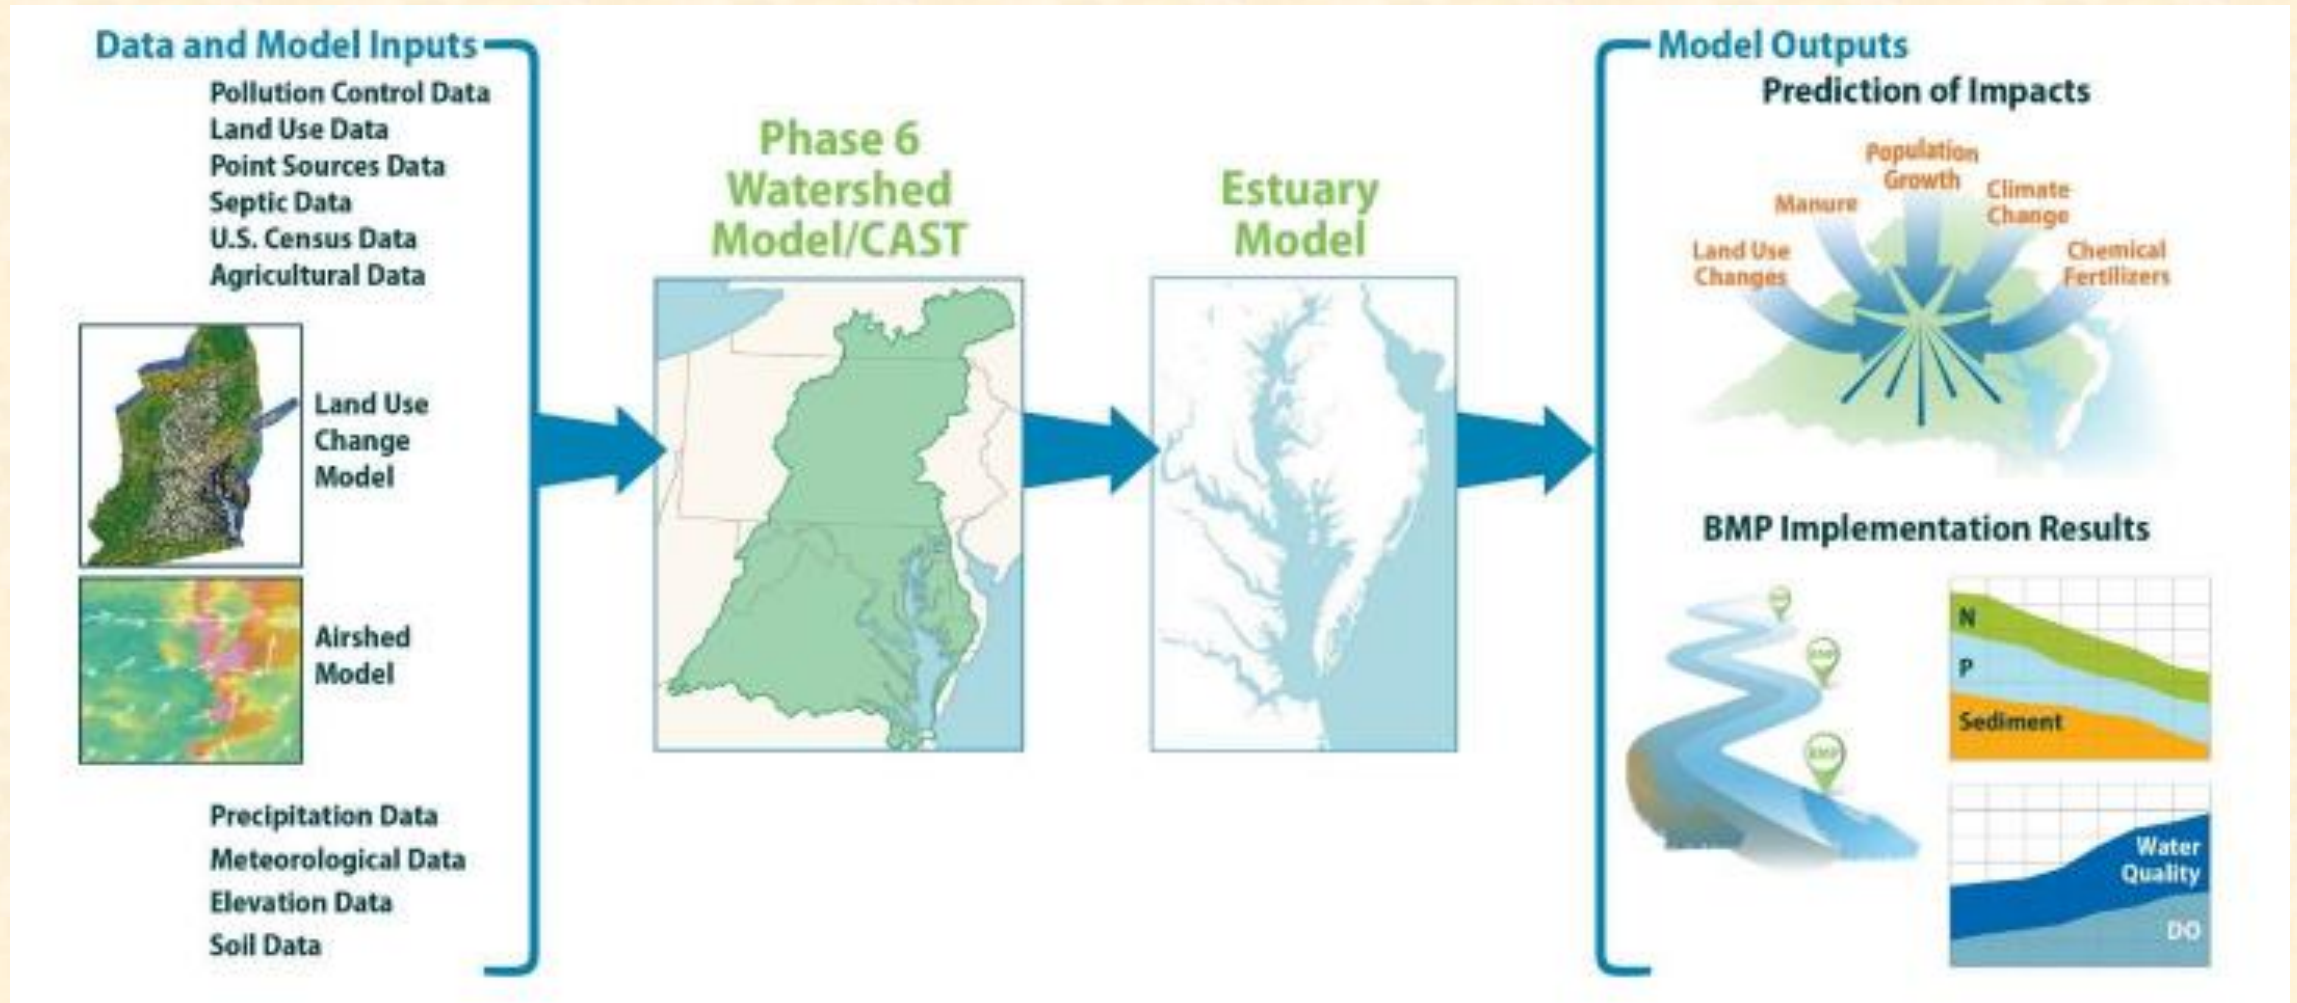 Data and Model Inputs
Pollution Control Data
Land Use Data
Point Sources Data
Septic Data
U.S. Census Data
Agricultural Data
Land Use
Change
Model
Airshed
Model
Precipitation Data
Meteorological Data
Elevation Data
Soil Data
Phase 6
Watershed
Model/CAST
Estuary
Model
Model Outputs
Prediction of Impacts
Population
Growth
Manure
Climate
Change
Land Use
Changes
Chemical
Fertilizers
BMP Implementation Results
BMP
BMP
N
P
Sediment
Water
Quality
DO